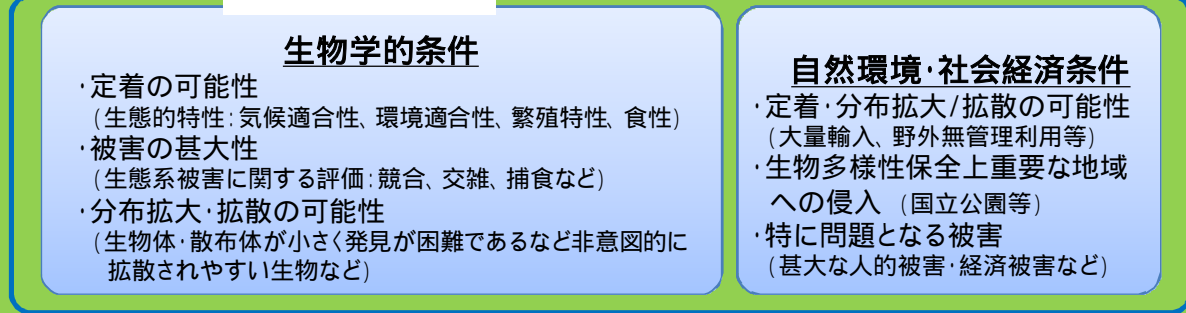 生物学的条件
･定着の可能性
(生態的特性:気候適合性、環境適合性、繁殖特性、食性)
･被害の甚大性
(生態系被害に関する評価:競合、交雑、捕食など)
･分布拡大･拡散の可能性
(生物体･散布体が小さく発見が困難であるなど非意図的に
拡散されやすい生物など)
自然環境･社会経済条件
･定着･分布拡大/拡散の可能性
(大量輸入、野外無管理利用等)
･生物多様性保全上重要な地域
への侵入 (国立公園等)
･特に問題となる被害
(甚大な人的被害･経済被害など)